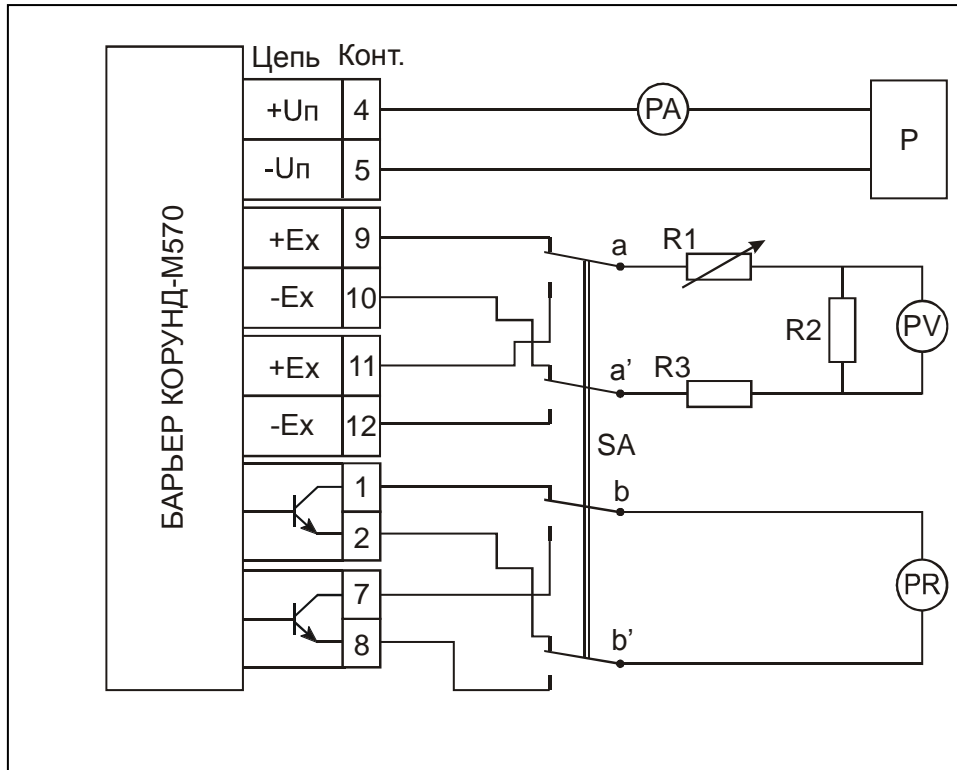 Цепь Конт.
+Uп 4
-Uп 5
+Ex 9
-Ex 10
+Ex 11
-Ex 12
1
2
7
8
БАРЬЕР КОРУНД-М570
PA
P
a
R1
R2
PV
a’
R3
SA
b
PR
b’